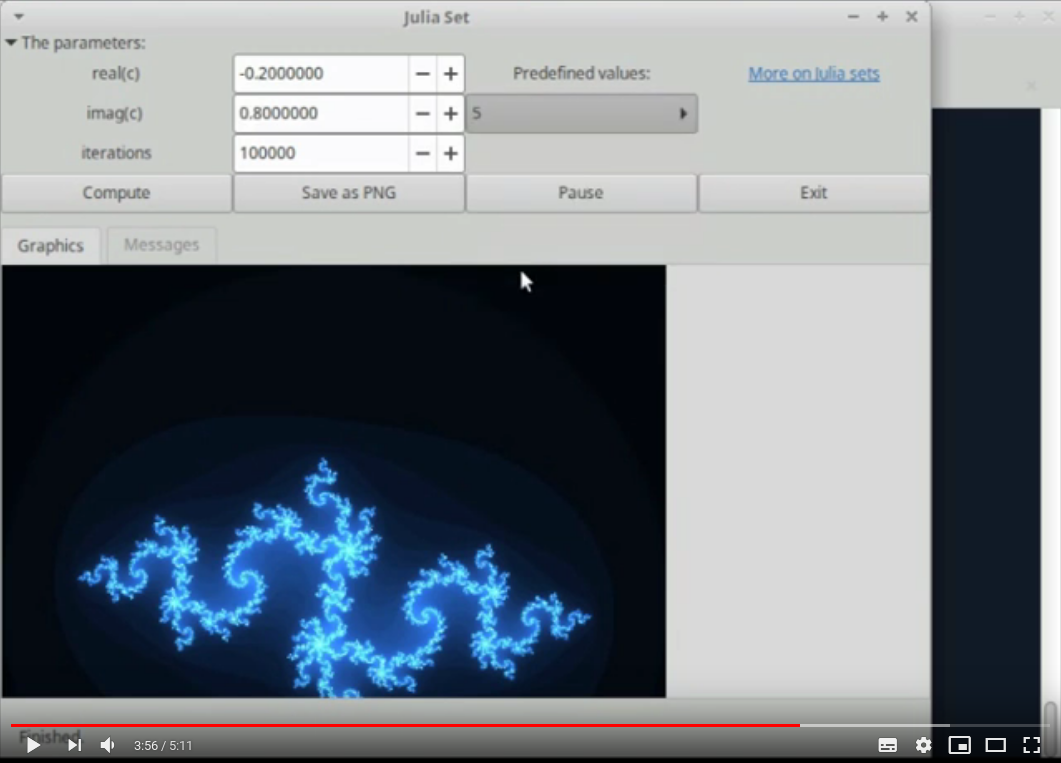 Julia Set
The parameters:
real(c) -0.2000000 Predefined values: More on Julia sets
imag(c) 0.8000000 5
iterations 100000
Compute Save as PNG Pause Exit
Graphics Messages
Finished
3:56 / 5:11